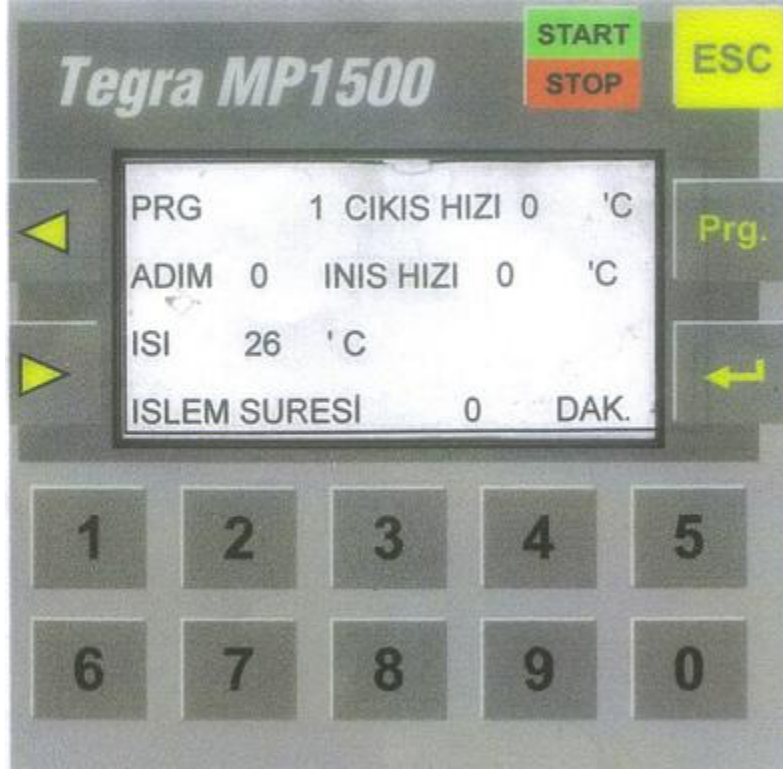 Tegra MP1500
START
STOP
ESC
PRG 1 CIKIS HIZI 0 'C
ADIM 0 INIS HIZI 0 'C
ISI 26 ' C
ISLEM SURESİ 0 DAK.
Prg.
1 2 3 4 5
6 7 8 9 0